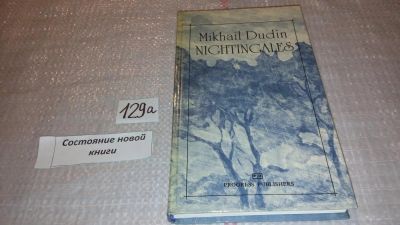 Mikhail Dudin
NIGHTINGALES
129а
Состояние новой
книги
PROGRESS PUBLISHERS